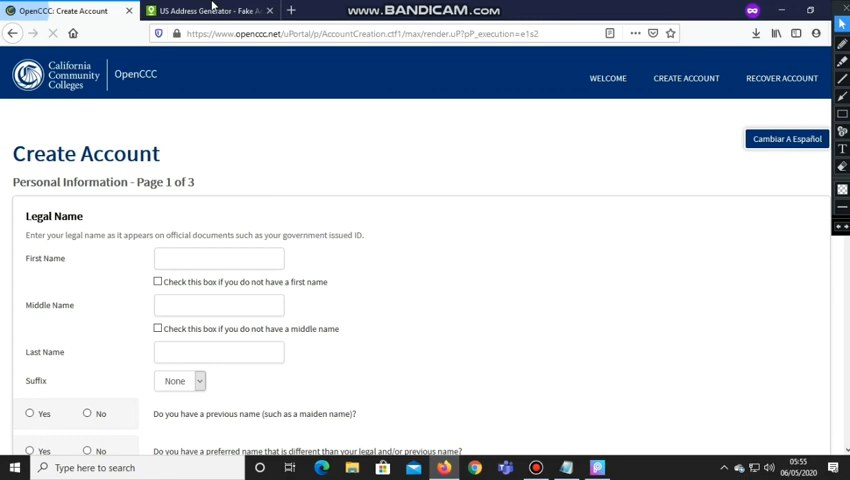 OpenCCC: Create Account
US Address Generator - Fake Ad
WWW.BANDICAM.COM
https://www.openccc.net/uPortal/p/AccountCreation.ctf1/max/render.uP?pP_execution=e1s2
California
Community
Colleges
OpenCCC
WELCOME
CREATE ACCOUNT
RECOVER ACCOUNT
Cambiar A Español
Create Account
Personal Information - Page 1 of 3
Legal Name
Enter your legal name as it appears on official documents such as your government issued ID.
First Name
Check this box if you do not have a first name
Middle Name
Check this box if you do not have a middle name
Last Name
Suffix
None
Yes No Do you have a previous name (such as a maiden name)?
Yes No Do you have a preferred name that is different than your legal and/or previous name?
Type here to search
05:55
06/05/2020